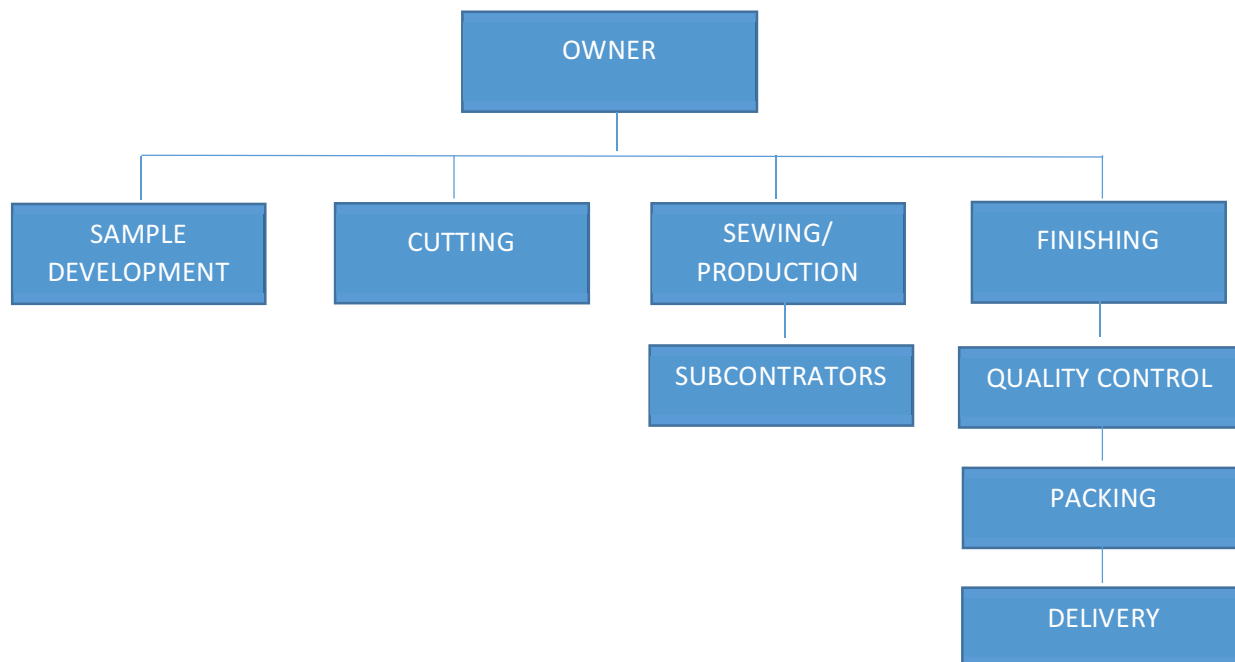 OWNER
SAMPLE
DEVELOPMENT
CUTTING
SEWING/
PRODUCTION
FINISHING
SUBCONTRATORS
QUALITY CONTROL
PACKING
DELIVERY